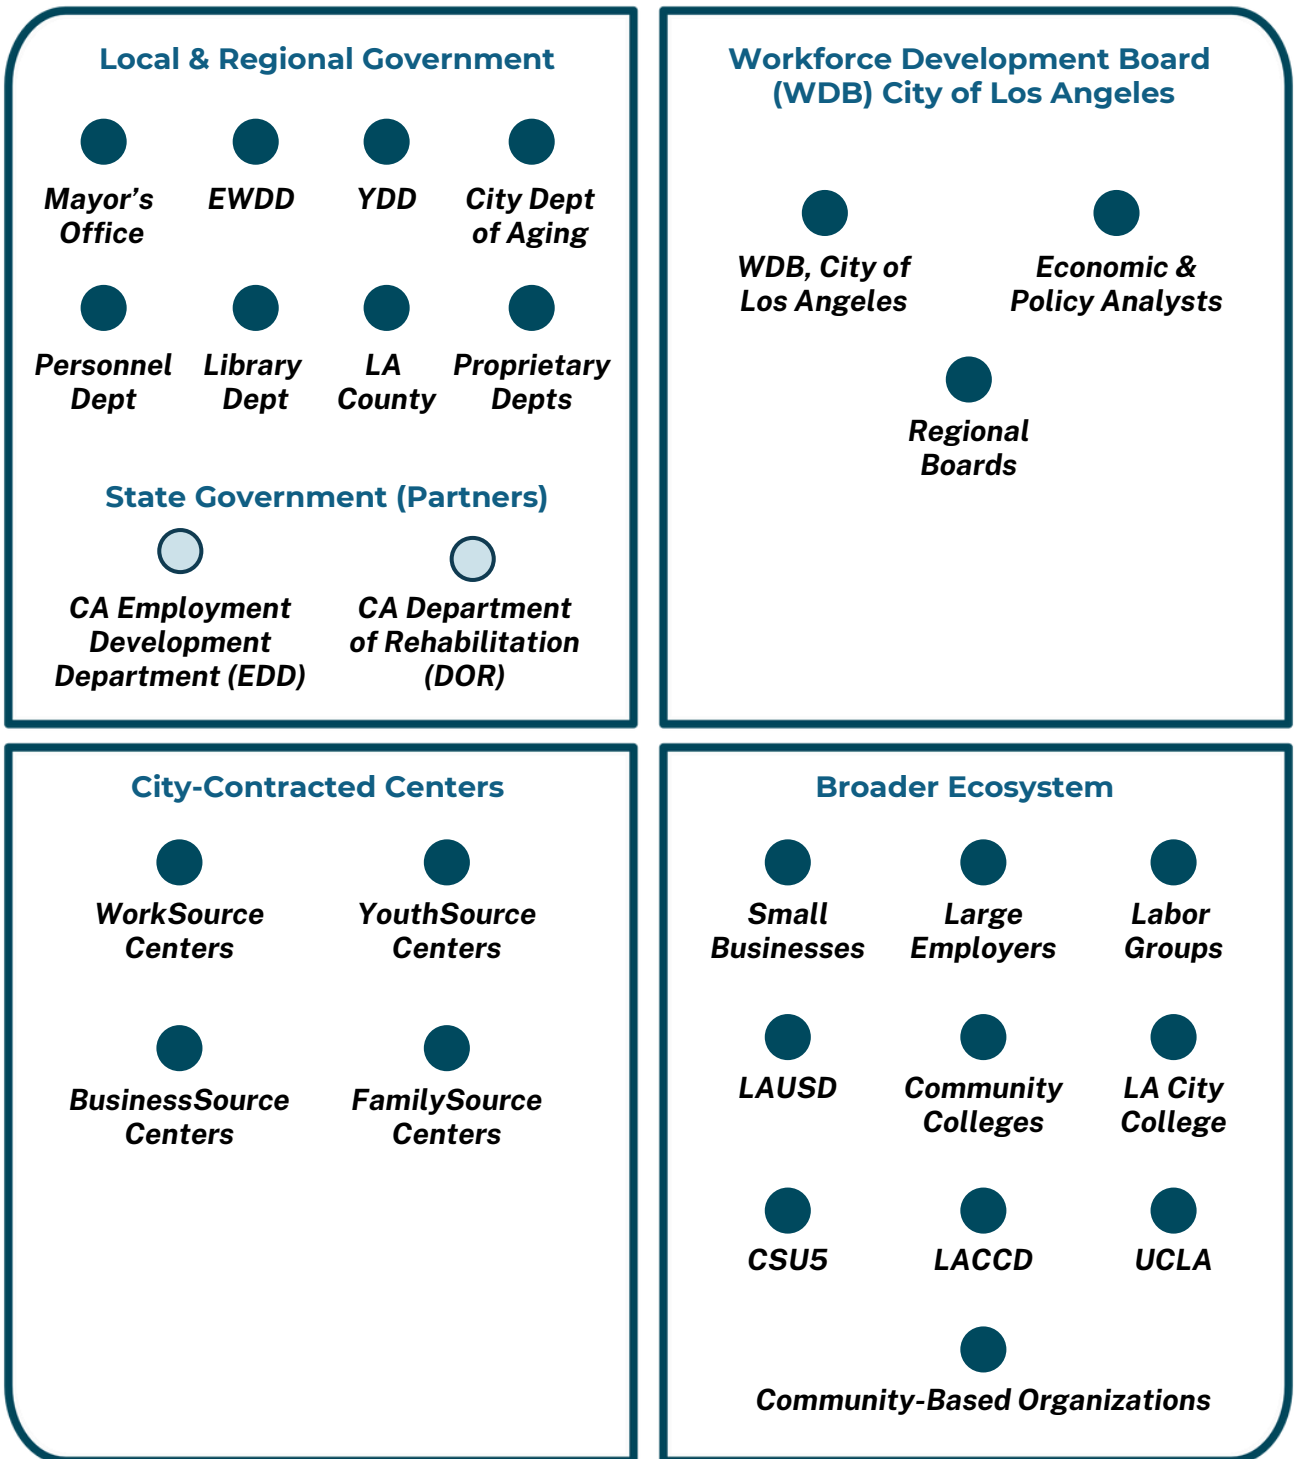 Local & Regional Government
Mayor's
Office
EWDD
YDD
City Dept
of Aging
Personnel
Dept
Library
Dept
LA
County
Proprietary
Depts
State Government (Partners)
CA Employment
Development
Department (EDD)
CA Department
of Rehabilitation
(DOR)
Workforce Development Board
(WDB) City of Los Angeles
WDB, City of
Los Angeles
Economic &
Policy Analysts
Regional
Boards
City-Contracted Centers
WorkSource
Centers
YouthSource
Centers
BusinessSource
Centers
FamilySource
Centers
Broader Ecosystem
Small
Businesses
Large
Employers
Labor
Groups
LAUSD
Community
Colleges
LA City
College
CSU5
LACCD
UCLA
Community-Based Organizations